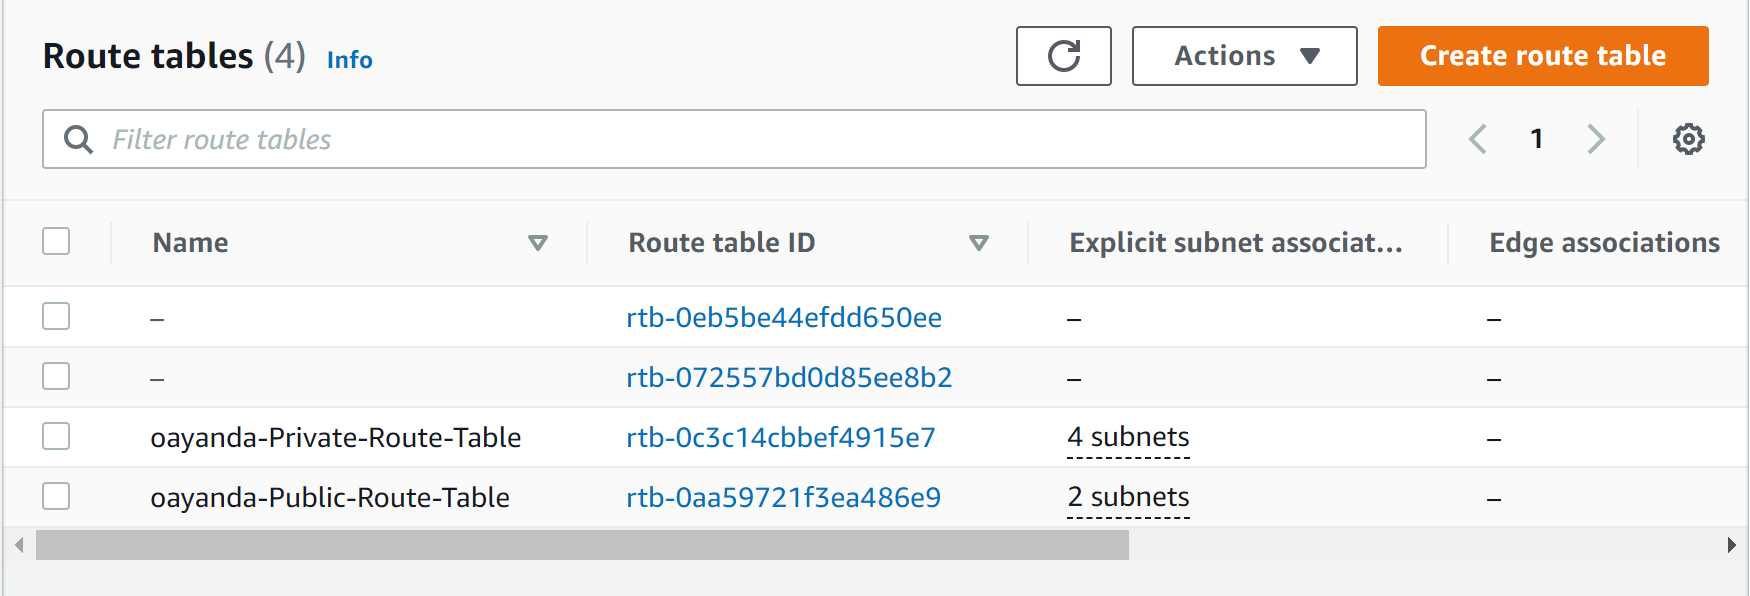 Route tables (4) Info Actions Create route table
Filter route tables 1
Name Route table ID Explicit subnet associat... Edge associations
– rtb-0eb5be44efdd650ee – –
– rtb-072557bd0d85ee8b2 – –
oayanda-Private-Route-Table rtb-0c3c14cbbef4915e7 4 subnets –
oayanda-Public-Route-Table rtb-0aa59721f3ea486e9 2 subnets –